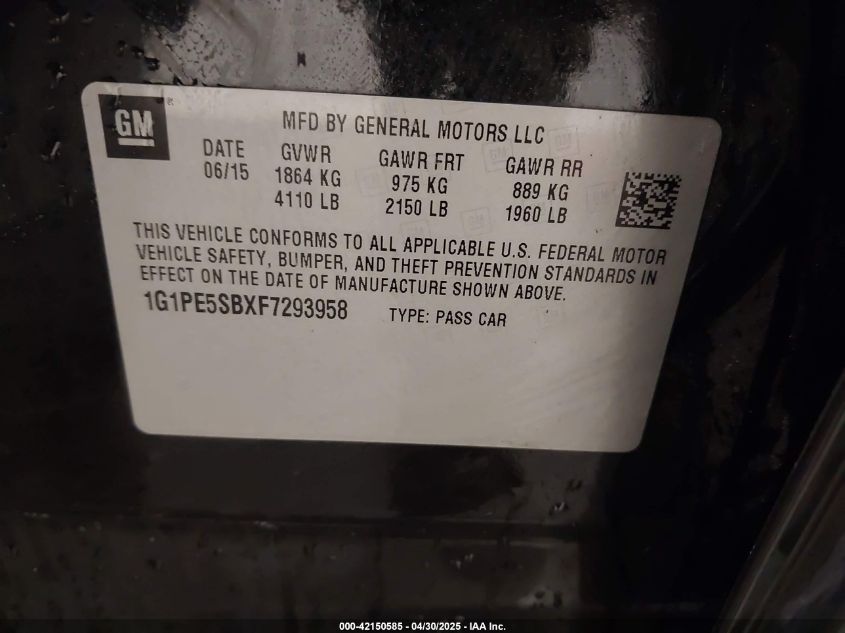 GM
MFD BY GENERAL MOTORS LLC
DATE GVWR GAWR FRT GAWR RR
06/15 1864 KG 975 KG 889 KG
4110 LB 2150 LB 1960 LB
THIS VEHICLE CONFORMS TO ALL APPLICABLE U.S. FEDERAL MOTOR
VEHICLE SAFETY, BUMPER, AND THEFT PREVENTION STANDARDS IN
EFFECT ON THE DATE OF MANUFACTURE SHOWN ABOVE.
1G1PE5SBXF7293958 TYPE: PASS CAR
000-42150585 - 04/30/2025 - IAA Inc.